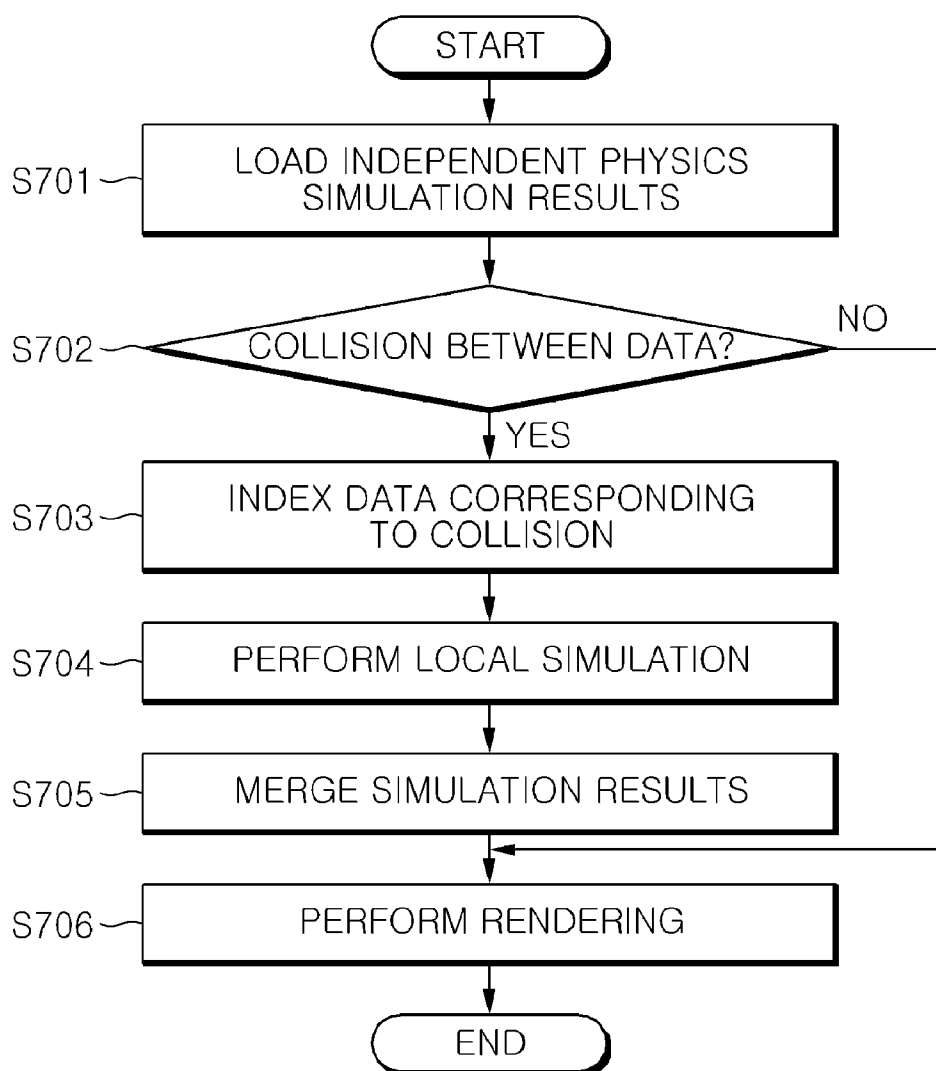 START
S701
LOAD INDEPENDENT PHYSICS
SIMULATION RESULTS
S702
COLLISION BETWEEN DATA?
NO
YES
S703
INDEX DATA CORRESPONDING
TO COLLISION
S704
PERFORM LOCAL SIMULATION
S705
MERGE SIMULATION RESULTS
S706
PERFORM RENDERING
END